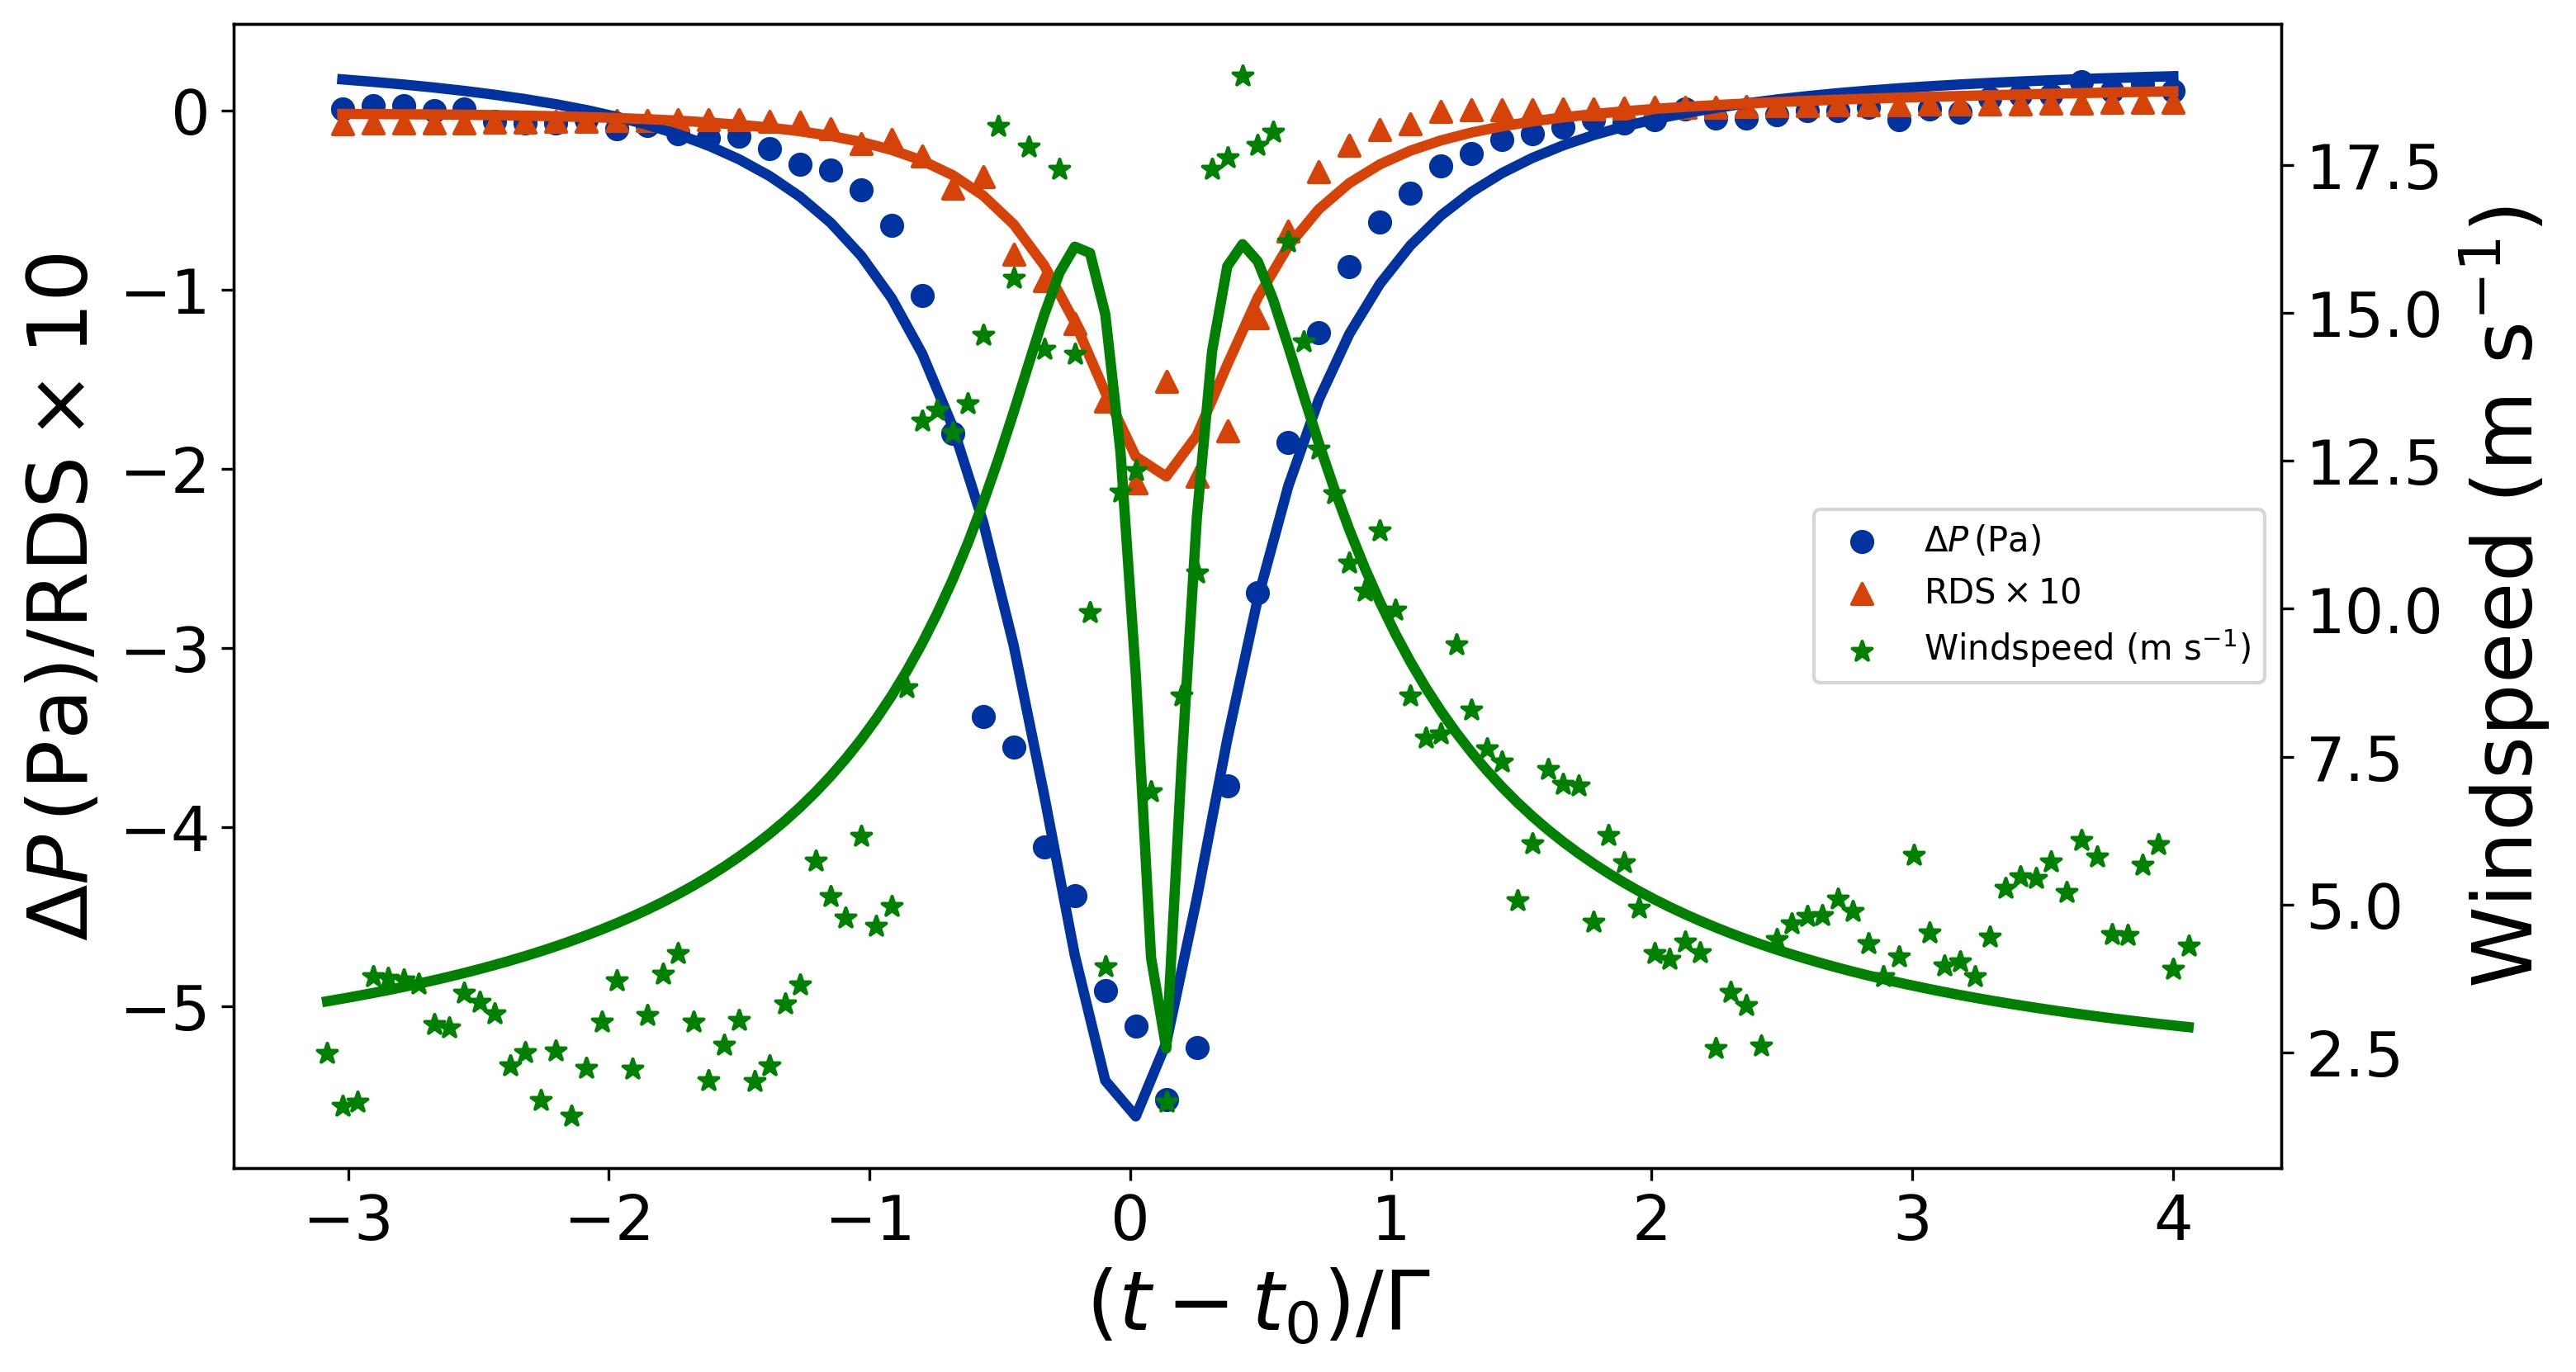 ΔP (Pa)/RDS × 10
0
−1
−2
−3
−4
−5
17.5
15.0
12.5
10.0
7.5
5.0
2.5
Windspeed (m s⁻¹)
ΔP (Pa)
RDS × 10
Windspeed (m s⁻¹)
−3 −2 −1 0 1 2 3 4
(t − t₀)/Γ